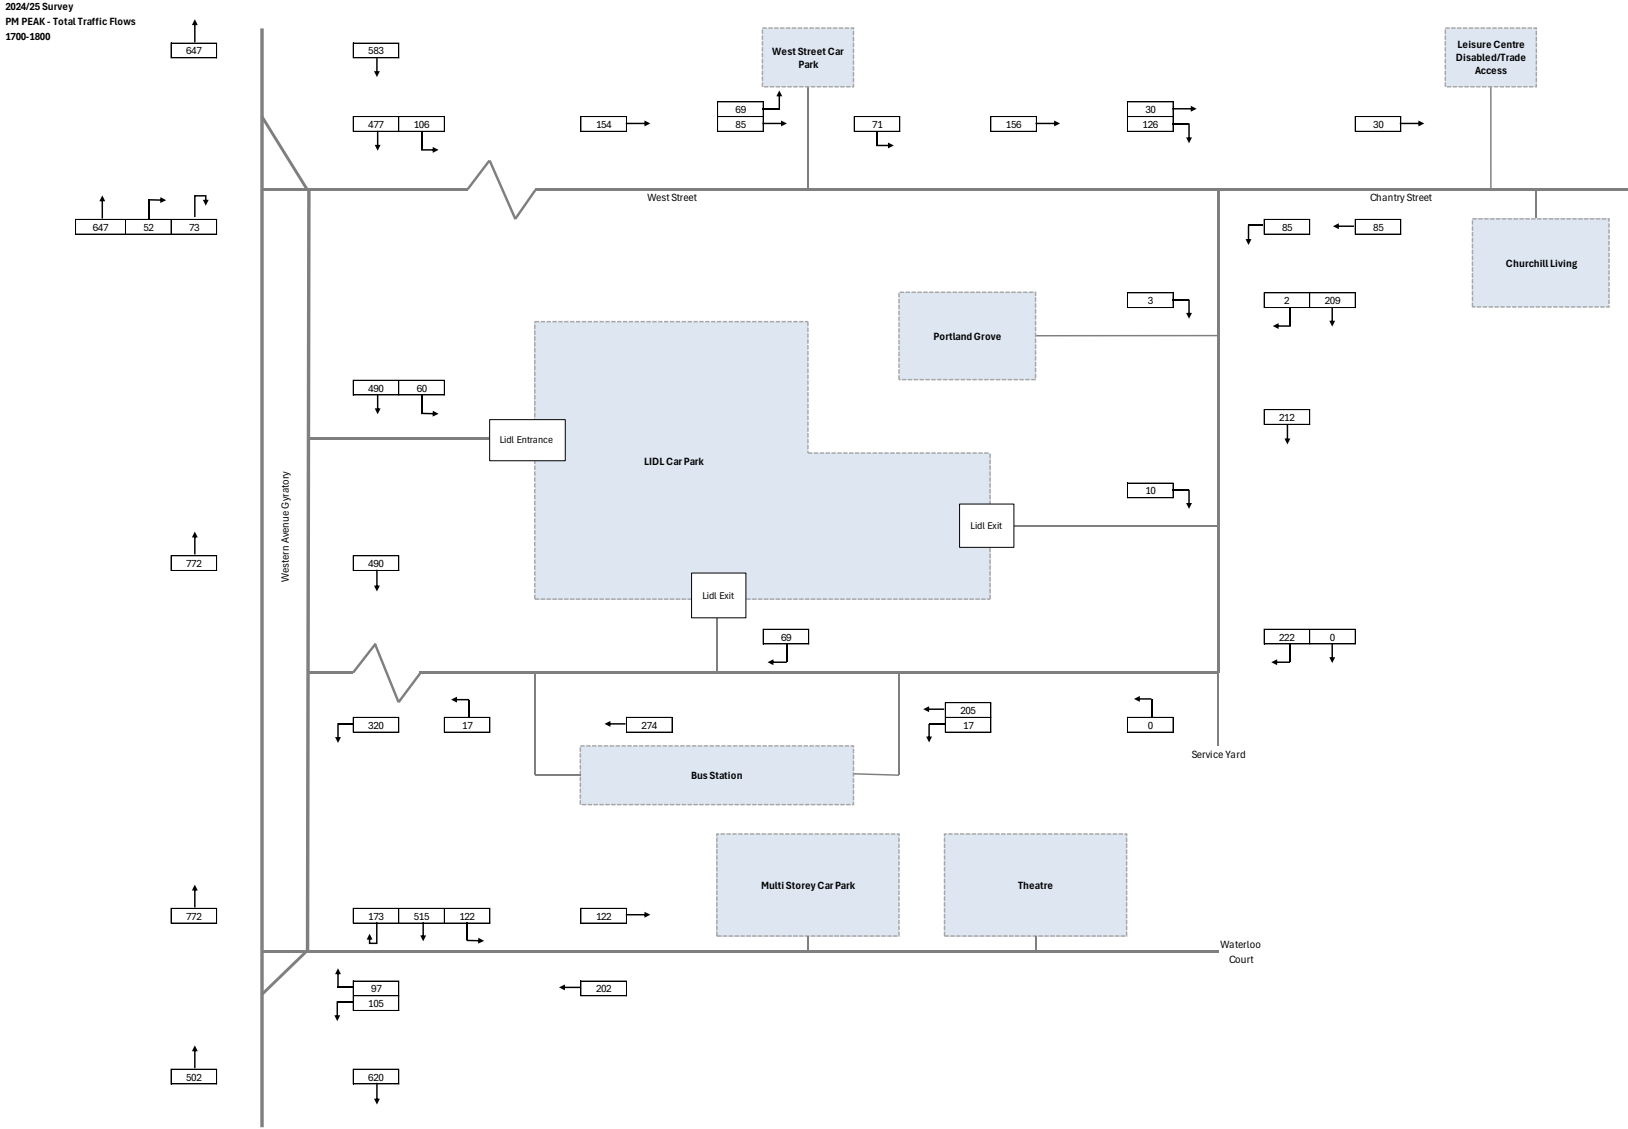 2024/25 Survey
PM PEAK - Total Traffic Flows
1700-1800
647
583
West Street Car
Park
Leisure Centre
Disabled/Trade
Access
477 106
154
69
85
71
156
30
126
30
West Street
Chantry Street
647 52 73
85
85
Churchill Living
3
2 209
Portland Grove
490 60
212
Lidl Entrance
LIDL Car Park
Western Avenue Gyratory
10
Lidl Exit
772
490
Lidl Exit
69
222 0
320
17
274
205
17
0
Service Yard
Bus Station
Multi Storey Car Park
Theatre
772
173 515 122
122
Waterloo
Court
97
105
202
502
620